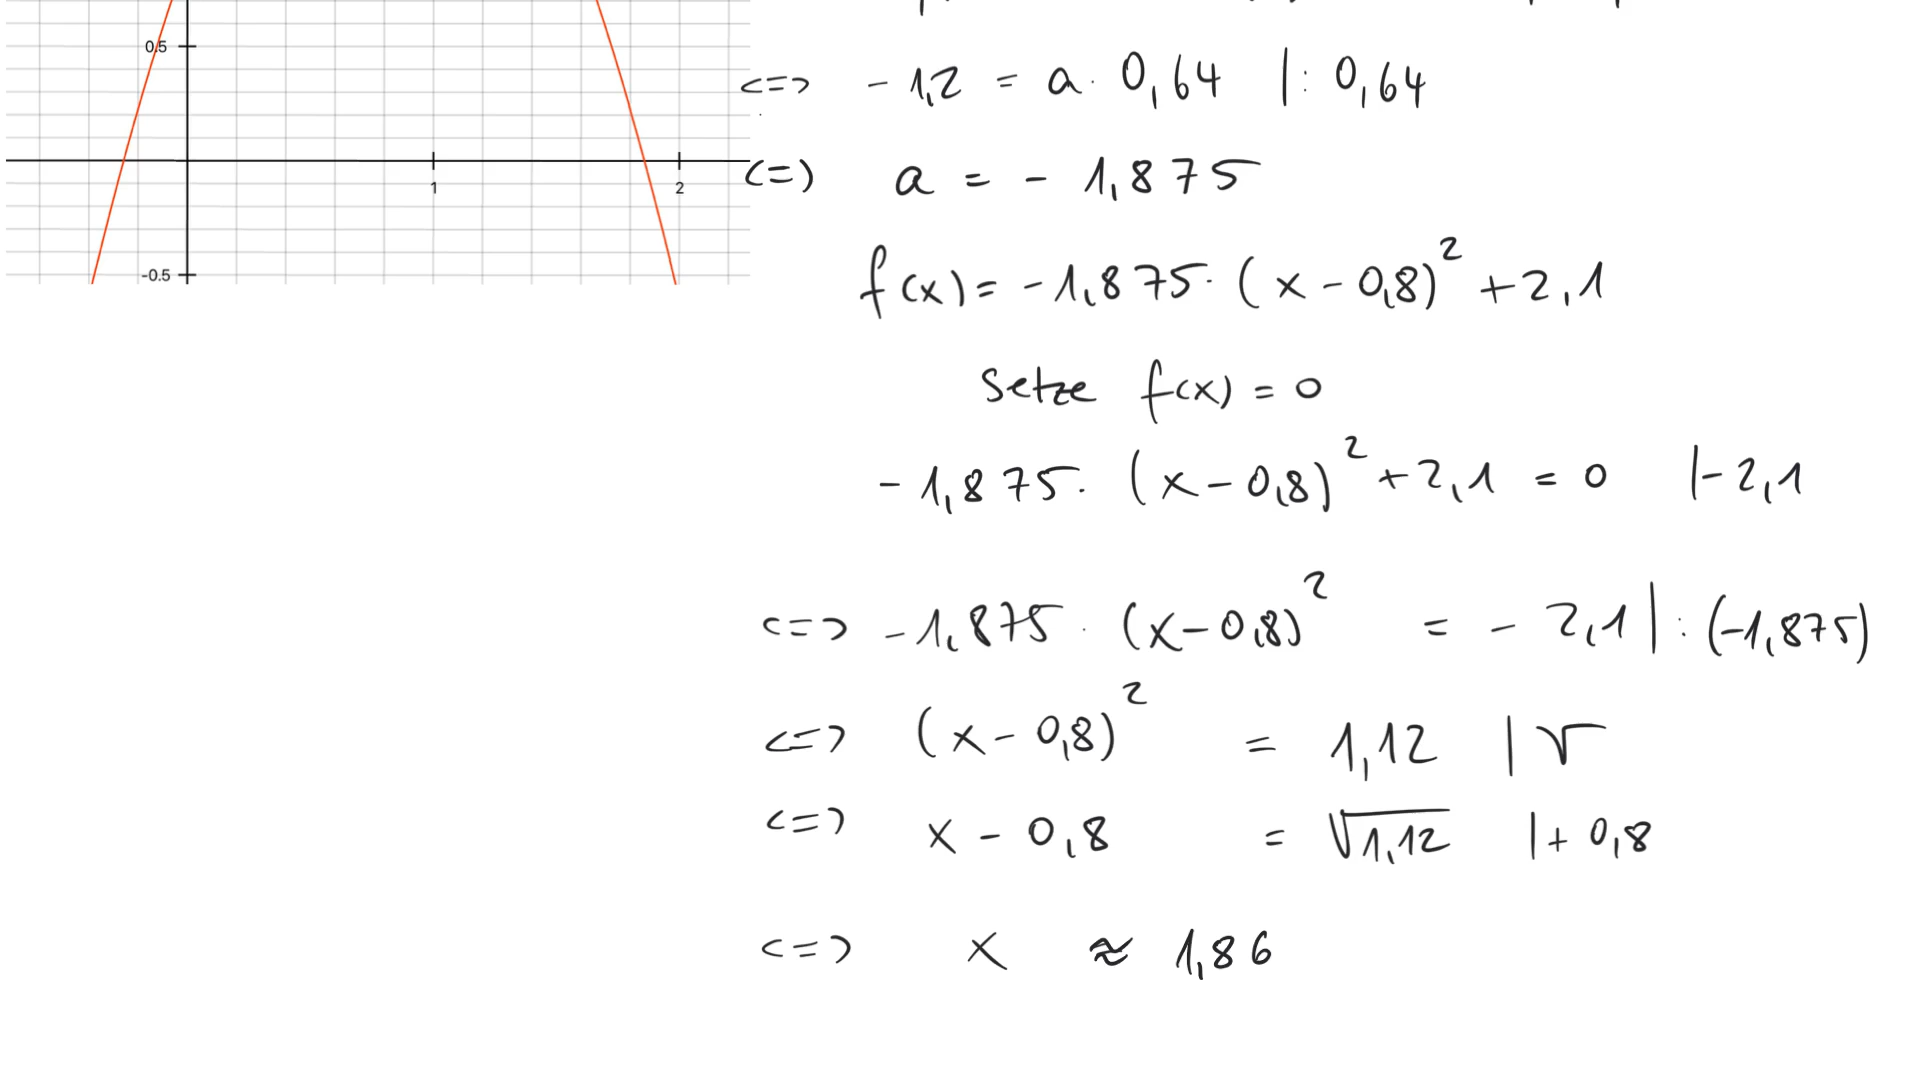 0.5
1
2
-0.5
<=> - 1,2 = a · 0,64 | : 0,64
<=> a = - 1,875
f(x) = - 1,875 · (x - 0,8)² + 2,1
Setze f(x) = 0
- 1,875 · (x - 0,8)² + 2,1 = 0 | - 2,1
<=> - 1,875 · (x - 0,8)² = - 2,1 | : (-1,875)
<=> (x - 0,8)² = 1,12 | √
<=> x - 0,8 = √1,12 | + 0,8
<=> x ≈ 1,86